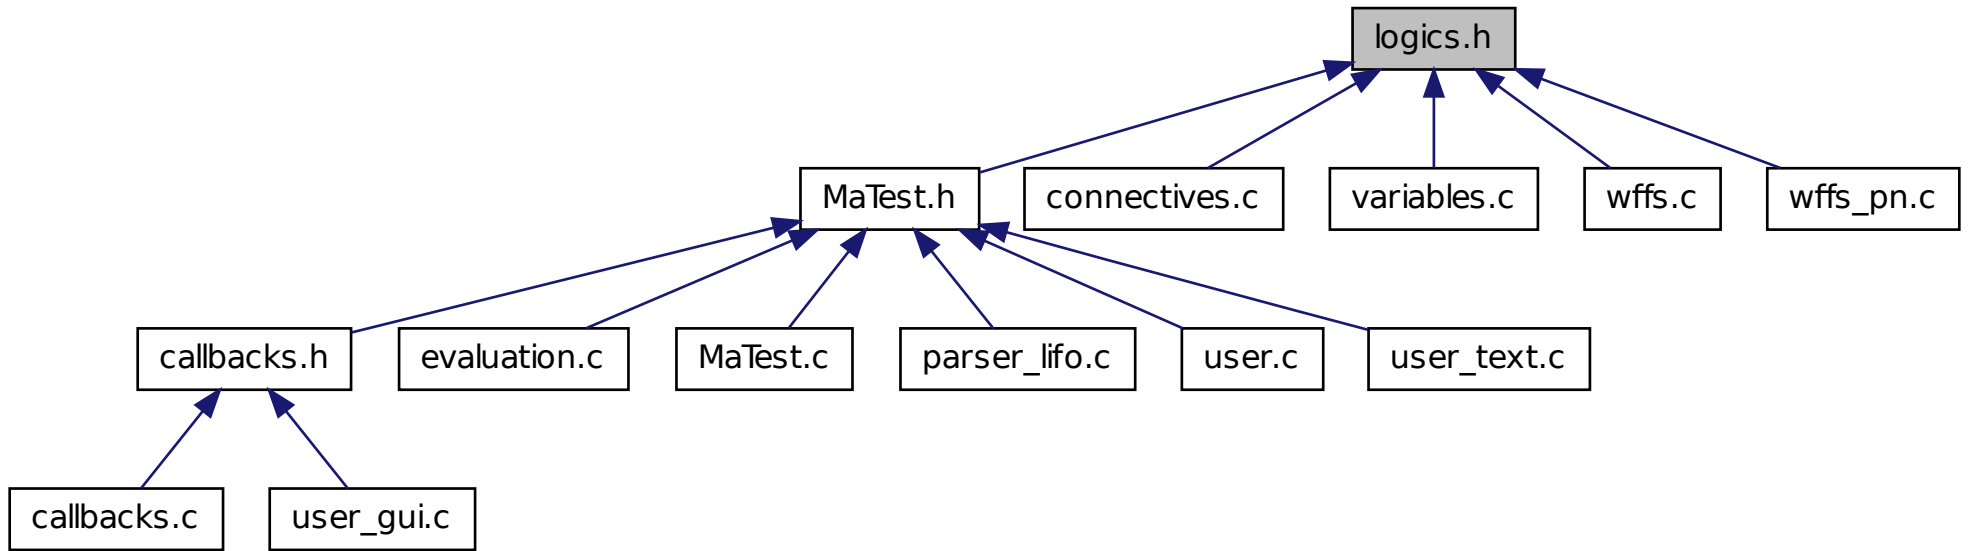 logics.h
MaTest.h
connectives.c
variables.c
wffs.c
wffs_pn.c
callbacks.h
evaluation.c
MaTest.c
parser_lifo.c
user.c
user_text.c
callbacks.c
user_gui.c